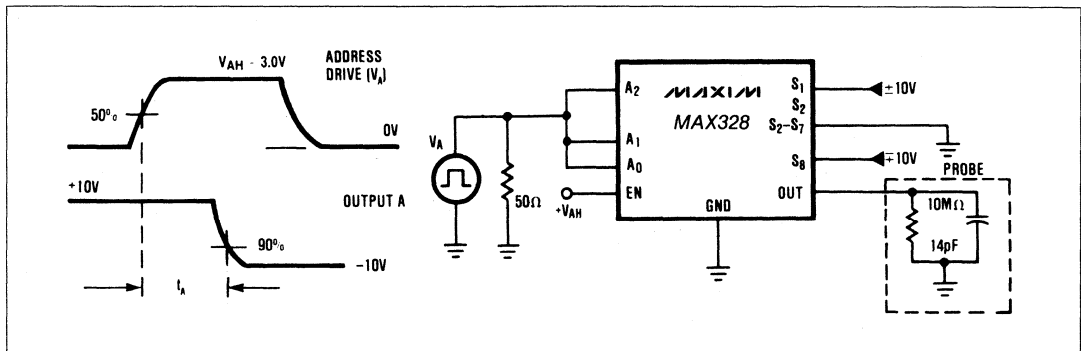 ADDRESS
DRIVE (VA)
VAH - 3.0V
50%
0V
+10V
OUTPUT A
90%
-10V
tA
VA
50Ω
+VAH
A2
A1
A0
EN
MAXIM
MAX328
GND
S1
S2
S2–S7
S8
OUT
±10V
∓10V
PROBE
10MΩ
14pF